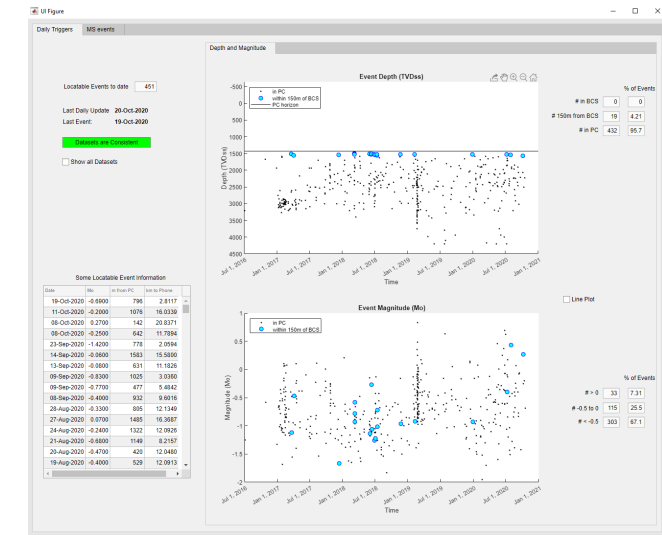 UI Figure
Daily Triggers MS events
Depth and Magnitude
Locatable Events to date 451
Last Daily Update 20-Oct-2020
Last Event: 19-Oct-2020
Datasets are Consistent
Show all Datasets
Event Depth (TVDss)
in PC
within 150m of BCS
PC horizon
Depth (TVDss)
-500
0
500
1000
1500
2000
2500
3000
3500
4000
4500
Jul 1, 2016 Jan 1, 2017 Jul 1, 2017 Jan 1, 2018 Jul 1, 2018 Jan 1, 2019 Jul 1, 2019 Jan 1, 2020 Jul 1, 2020 Jan 1, 2021
Time
% of Events
# in BCS 0 0
# 150m from BCS 19 4.21
# in PC 432 95.7
Some Locatable Event Information
Date Mo m from PC km to Phone
19-Oct-2020 -0.6900 796 2.8117
11-Oct-2020 -0.2000 1076 16.0339
08-Oct-2020 0.2700 142 20.8371
08-Oct-2020 -0.2500 642 11.7894
23-Sep-2020 -1.4200 778 2.0594
14-Sep-2020 -0.0600 1583 15.5800
13-Sep-2020 -0.0800 631 11.1826
09-Sep-2020 -0.8300 1025 3.0360
09-Sep-2020 -0.7700 477 5.4842
08-Sep-2020 -0.4000 932 9.6016
28-Aug-2020 -0.3300 805 12.1349
27-Aug-2020 0.0700 1485 16.3687
24-Aug-2020 -0.2400 1322 12.0926
21-Aug-2020 -0.6800 1149 8.2157
20-Aug-2020 -0.4700 420 12.0480
19-Aug-2020 -0.4000 529 12.0913
Event Magnitude (Mo)
in PC
within 150m of BCS
Magnitude (Mo)
1
0.5
0
-0.5
-1
-1.5
-2
Jul 1, 2016 Jan 1, 2017 Jul 1, 2017 Jan 1, 2018 Jul 1, 2018 Jan 1, 2019 Jul 1, 2019 Jan 1, 2020 Jul 1, 2020 Jan 1, 2021
Time
Line Plot
% of Events
# > 0 33 7.31
# -0.5 to 0 115 25.5
# < -0.5 303 67.1